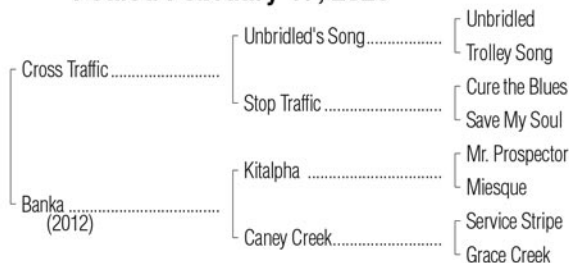 Unbridled
Unbridled's Song
Trolley Song
Cross Traffic
Cure the Blues
Stop Traffic
Save My Soul
Mr. Prospector
Kitalpha
Miesque
Banka
(2012)
Service Stripe
Caney Creek
Grace Creek